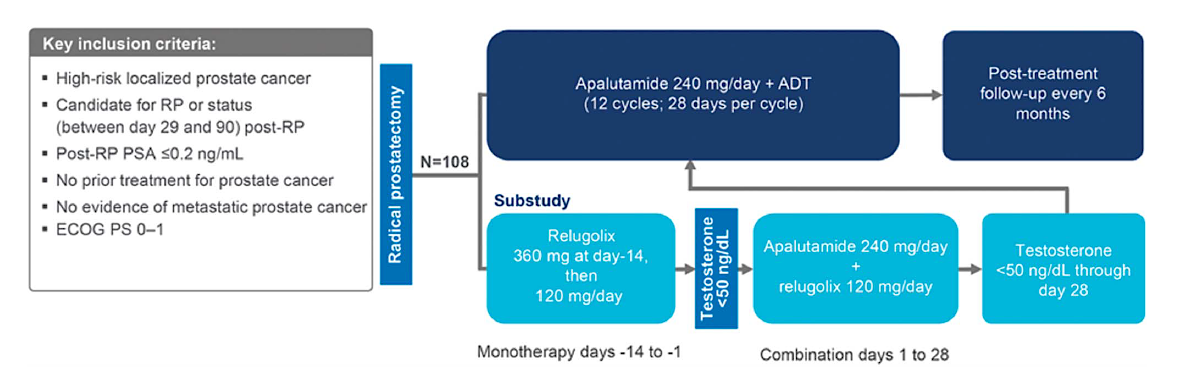 Key inclusion criteria:
▪ High-risk localized prostate cancer
▪ Candidate for RP or status
(between day 29 and 90) post-RP
▪ Post-RP PSA ≤0.2 ng/mL
▪ No prior treatment for prostate cancer
▪ No evidence of metastatic prostate cancer
▪ ECOG PS 0–1
Radical prostatectomy
N=108
Apalutamide 240 mg/day + ADT
(12 cycles; 28 days per cycle)
Post-treatment
follow-up every 6
months
Substudy
Relugolix
360 mg at day-14,
then
120 mg/day
Testosterone
<50 ng/dL
Apalutamide 240 mg/day
+
relugolix 120 mg/day
Testosterone
<50 ng/dL through
day 28
Monotherapy days -14 to -1
Combination days 1 to 28